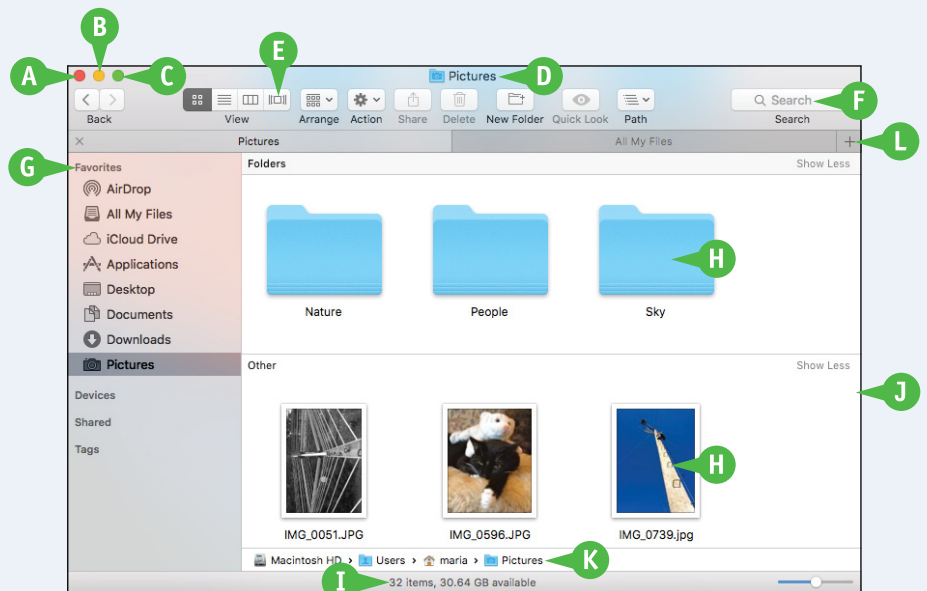 B
E
A C Pictures D
Search F
Back View Arrange Action Share Delete New Folder Quick Look Path Search
Pictures All My Files + L
G Favorites Folders Show Less
AirDrop
All My Files
iCloud Drive
Applications H
Desktop
Documents Nature People Sky
Downloads
Pictures Other Show Less
Devices J
Shared
Tags
H
IMG_0051.JPG IMG_0596.JPG IMG_0739.jpg
Macintosh HD › Users › maria › Pictures K
I 32 items, 30.64 GB available